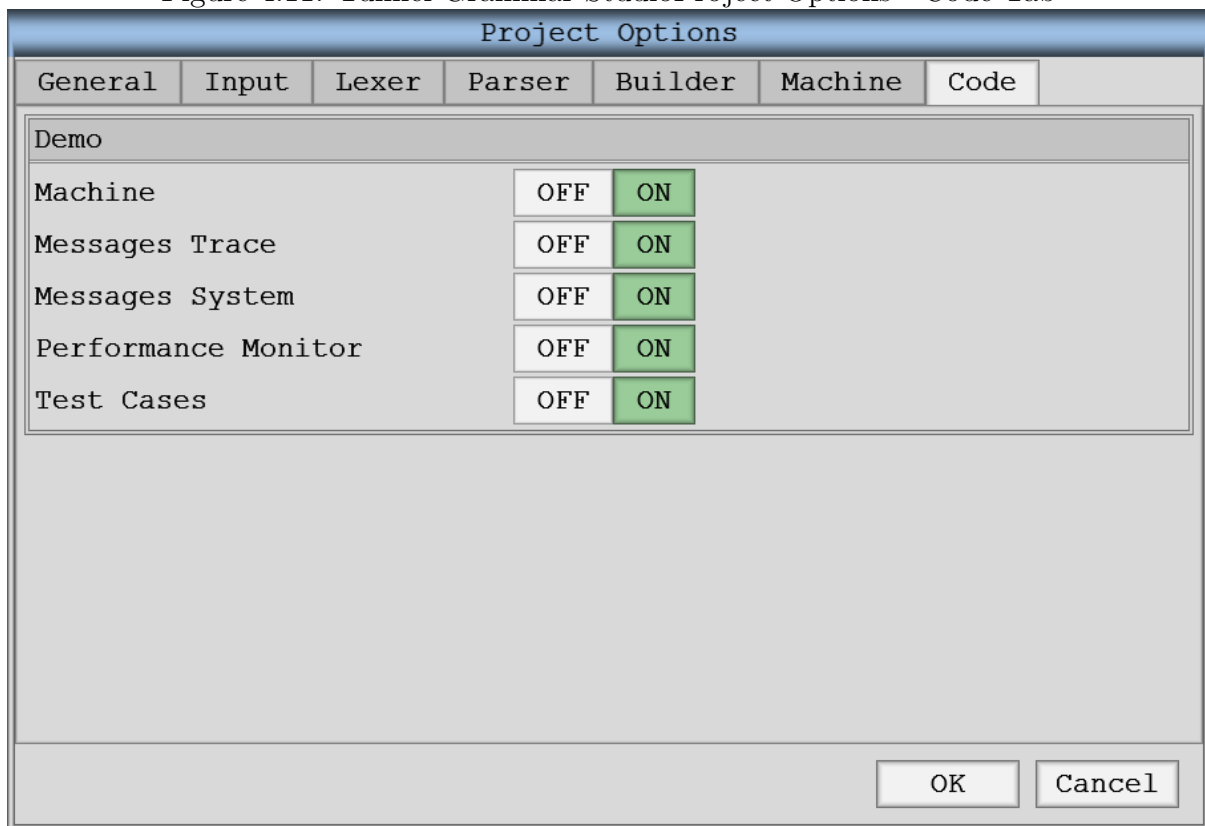 Project Options
General Input Lexer Parser Builder Machine Code
Demo
Machine OFF ON
Messages Trace OFF ON
Messages System OFF ON
Performance Monitor OFF ON
Test Cases OFF ON
OK Cancel